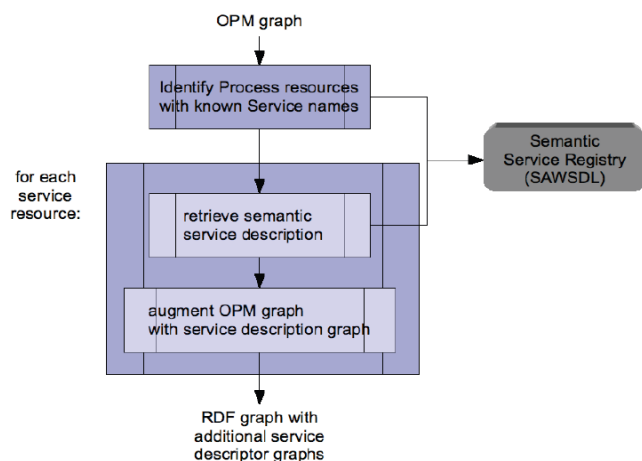 OPM graph
Identify Process resources
with known Service names
Semantic
Service Registry
(SAWSDL)
for each
service
resource:
retrieve semantic
service description
augment OPM graph
with service description graph
RDF graph with
additional service
descriptor graphs